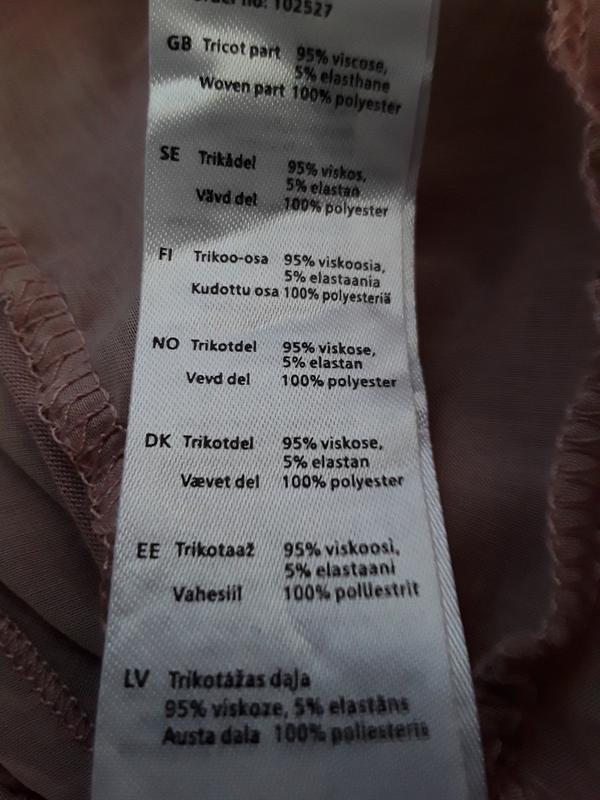 order no: 102527
GB Tricot part 95% viscose,
5% elasthane
Woven part 100% polyester
SE Trikådel 95% viskos,
5% elastan
Vävd del 100% polyester
FI Trikoo-osa 95% viskoosia,
5% elastaania
Kudottu osa 100% polyesteriä
NO Trikotdel 95% viskose,
5% elastan
Vevd del 100% polyester
DK Trikotdel 95% viskose,
5% elastan
Vævet del 100% polyester
EE Trikotaaž 95% viskoosi,
5% elastaani
Vahesiil 100% polüestrit
LV Trikotāžas daļa
95% viskoze, 5% elastāns
Austa daļa 100% poliesteris